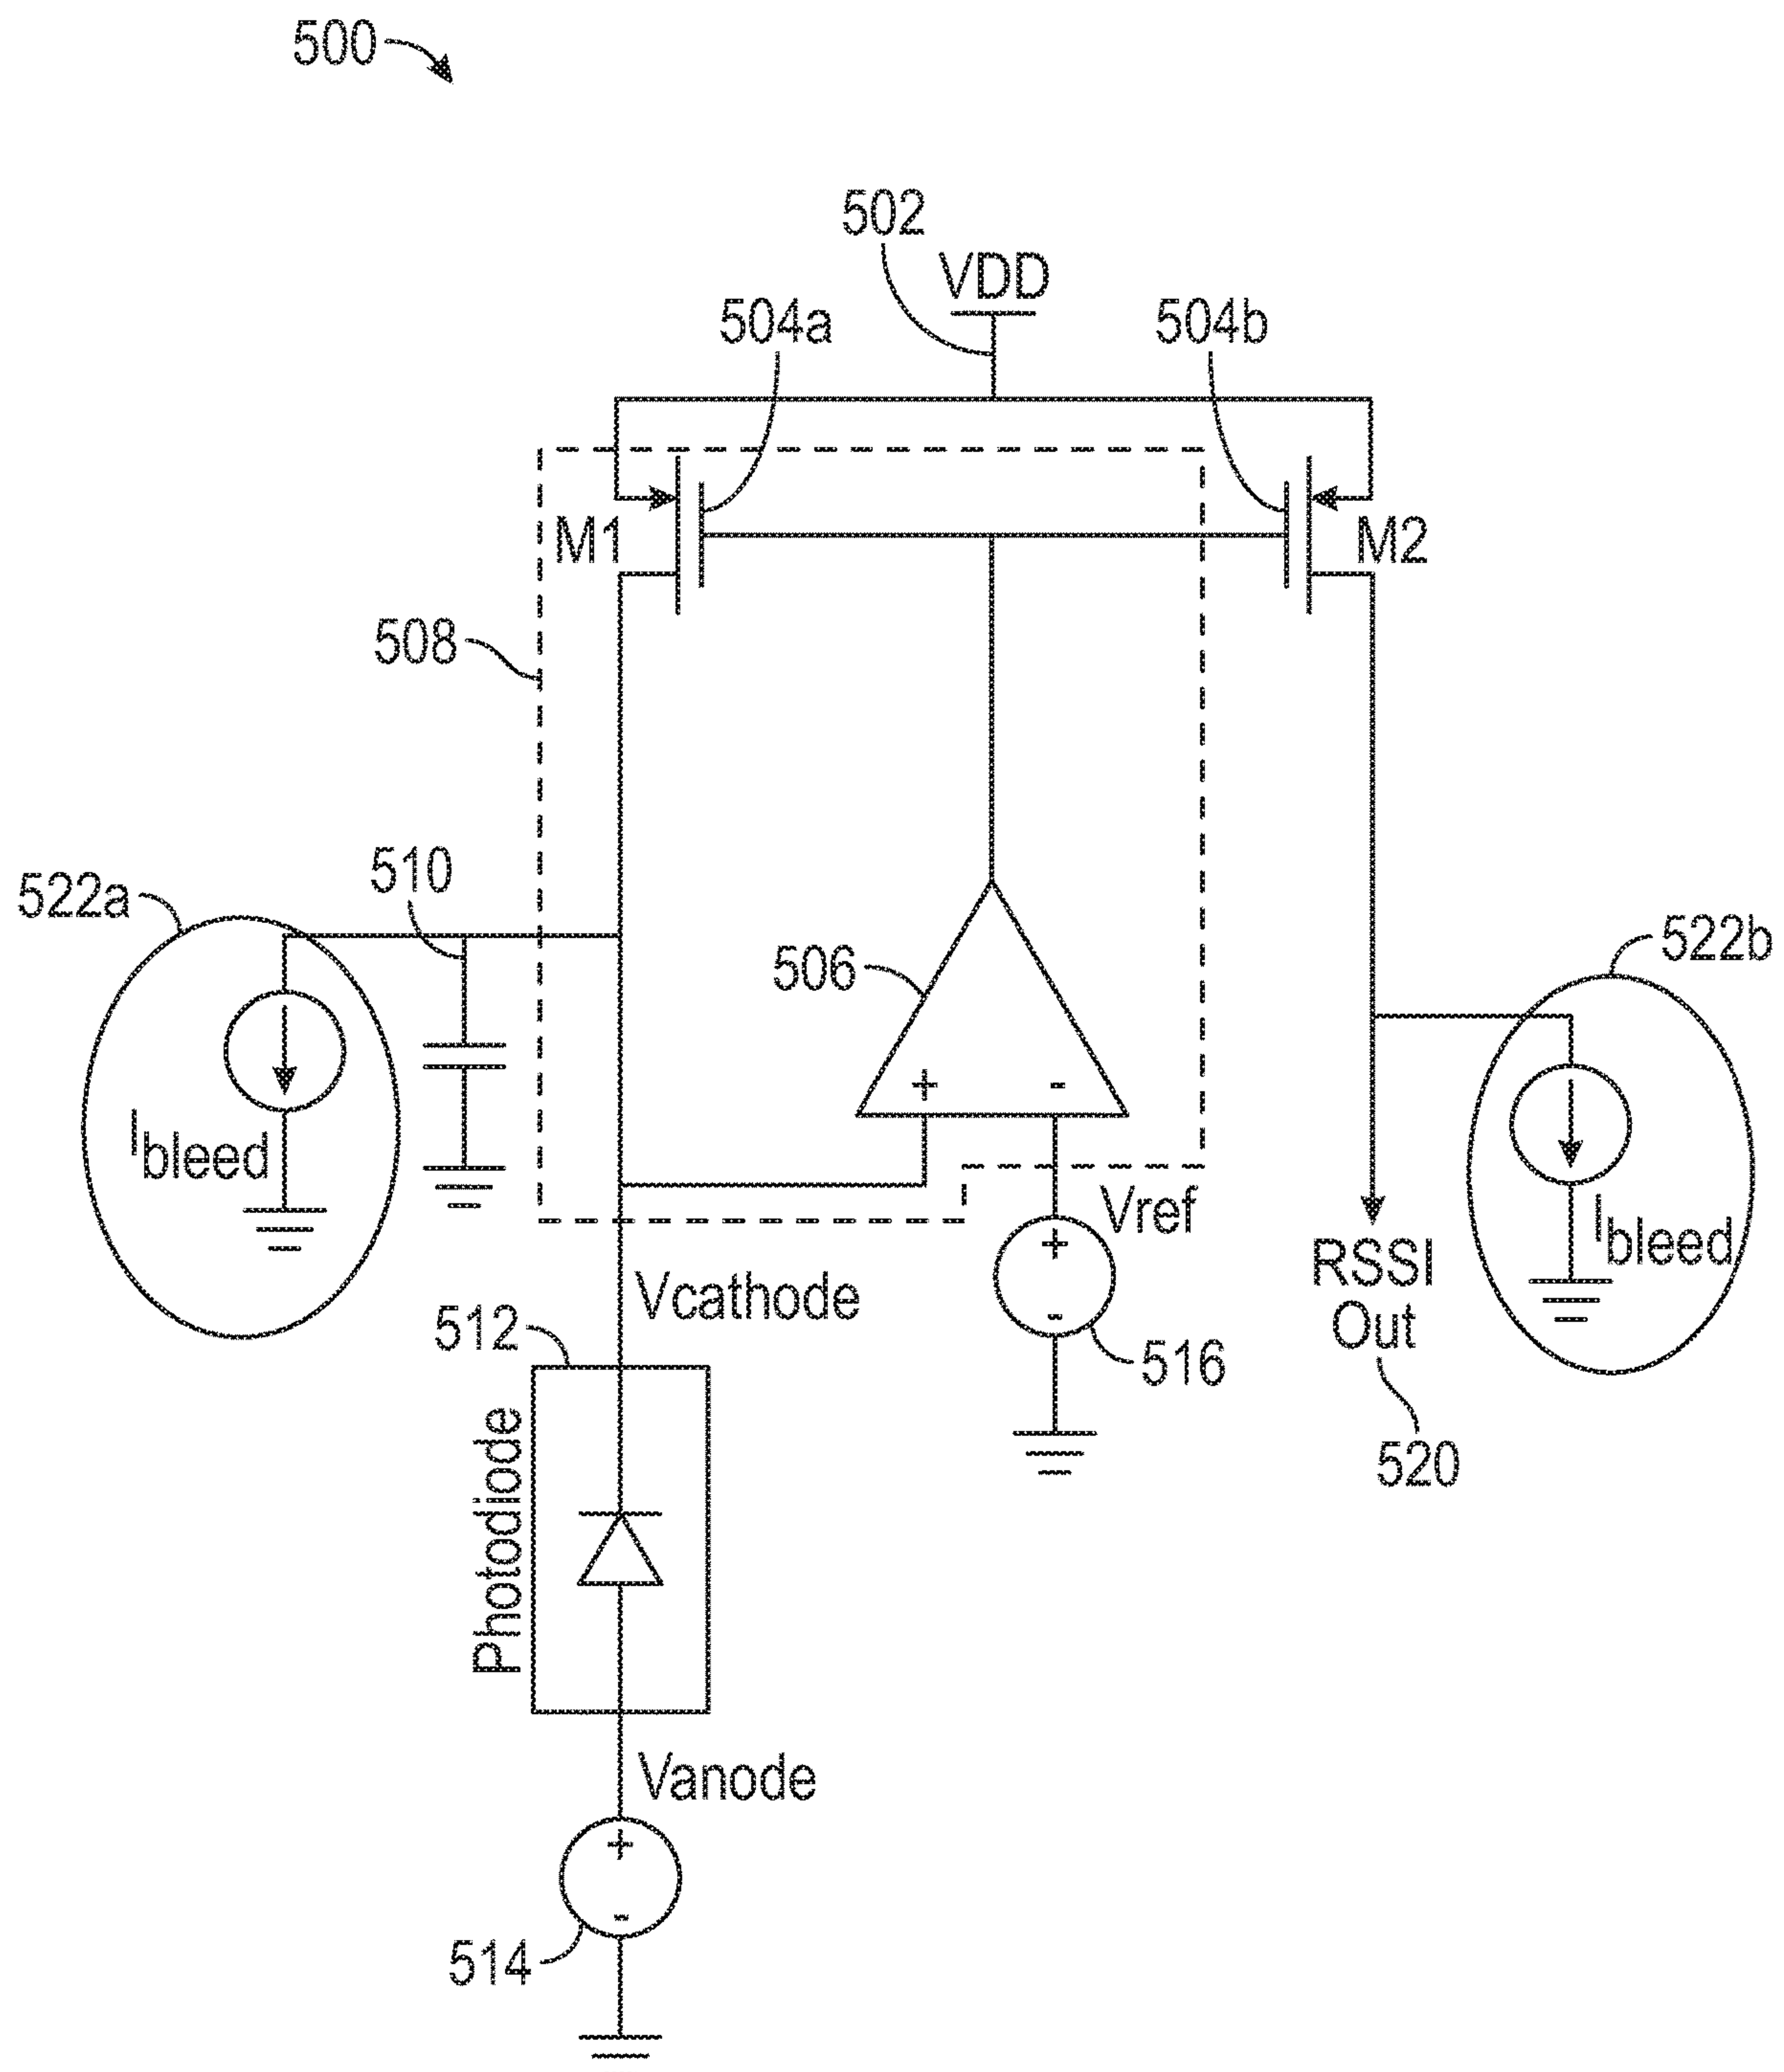 500
502
VDD
504a
504b
M1
M2
508
510
522a
506
522b
+ -
Ibleed
Vref
+
-
RSSI
Out
Ibleed
Vcathode
512
516
520
Photodiode
Vanode
+
-
514